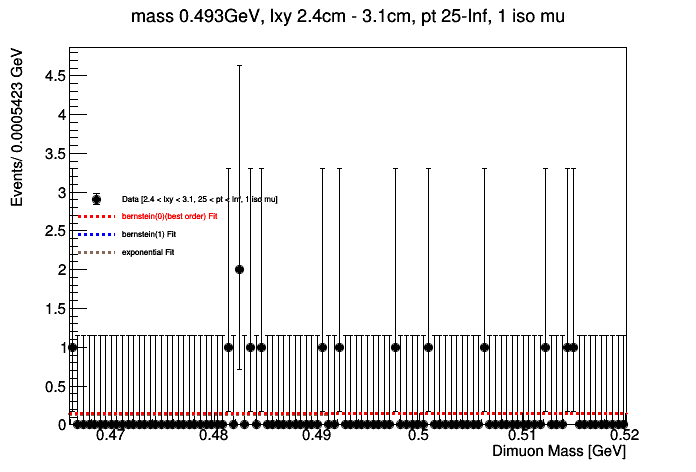 mass 0.493GeV, lxy 2.4cm - 3.1cm, pt 25-Inf, 1 iso mu
Events/ 0.0005423 GeV
4.5
4
3.5
3
2.5
2
1.5
1
0.5
0
Data [2.4 < lxy < 3.1, 25 < pt < Inf, 1 iso mu]
bernstein(0)(best order) Fit
bernstein(1) Fit
exponential Fit
0.47 0.48 0.49 0.5 0.51 0.52
Dimuon Mass [GeV]